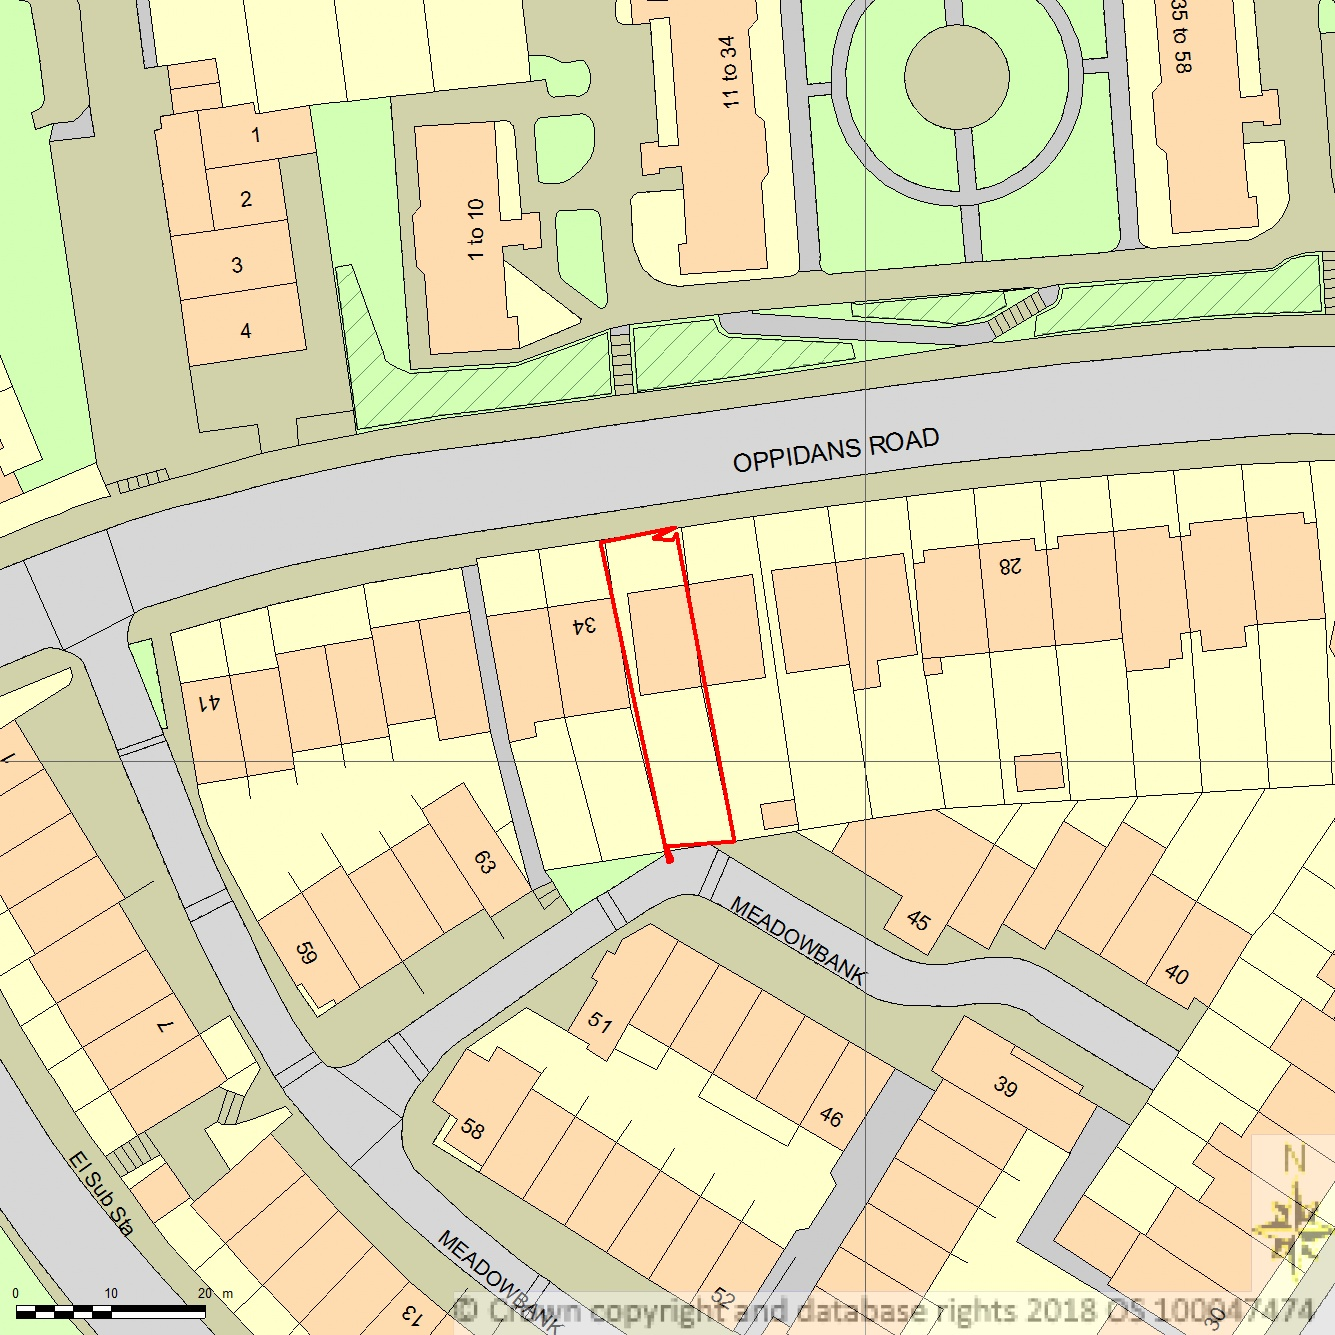 11 to 34
35 to 58
1
2
3
4
1 to 10
OPPIDANS ROAD
28
34
41
1
63
59
7
45
40
MEADOWBANK
51
46
39
58
El Sub Sta
MEADOWBANK
52
13
30
N
0 10 20 m
© Crown copyright and database rights 2018 OS 100047474